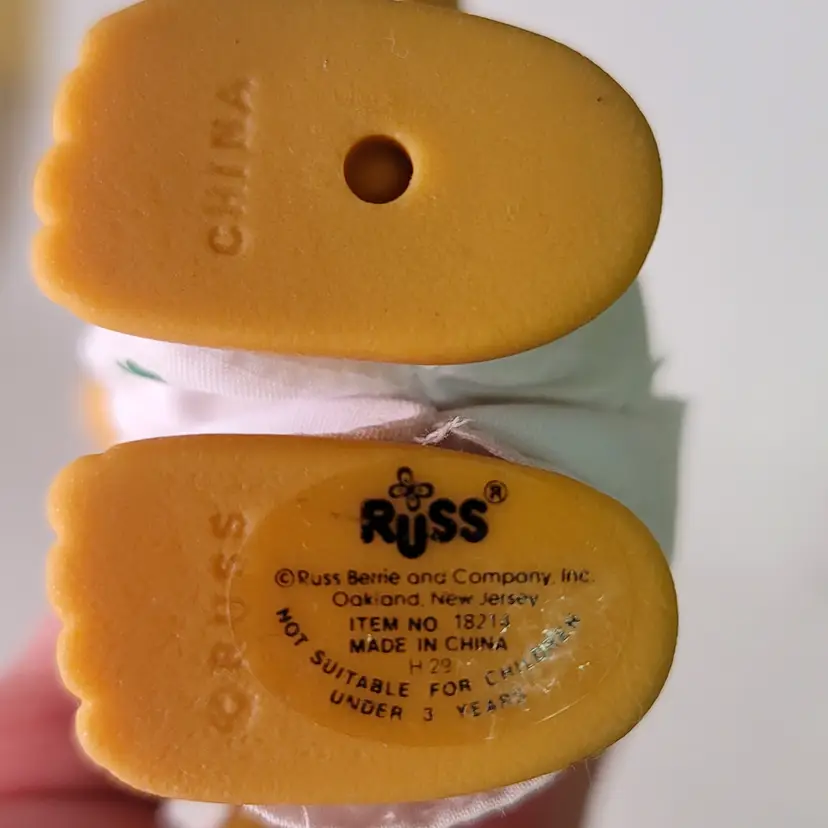 CHINA
©RUSS
RUSS®
©Russ Berrie and Company, Inc.
Oakland, New Jersey
ITEM NO 18214
MADE IN CHINA
H 29
NOT SUITABLE FOR CHILDREN
UNDER 3 YEARS